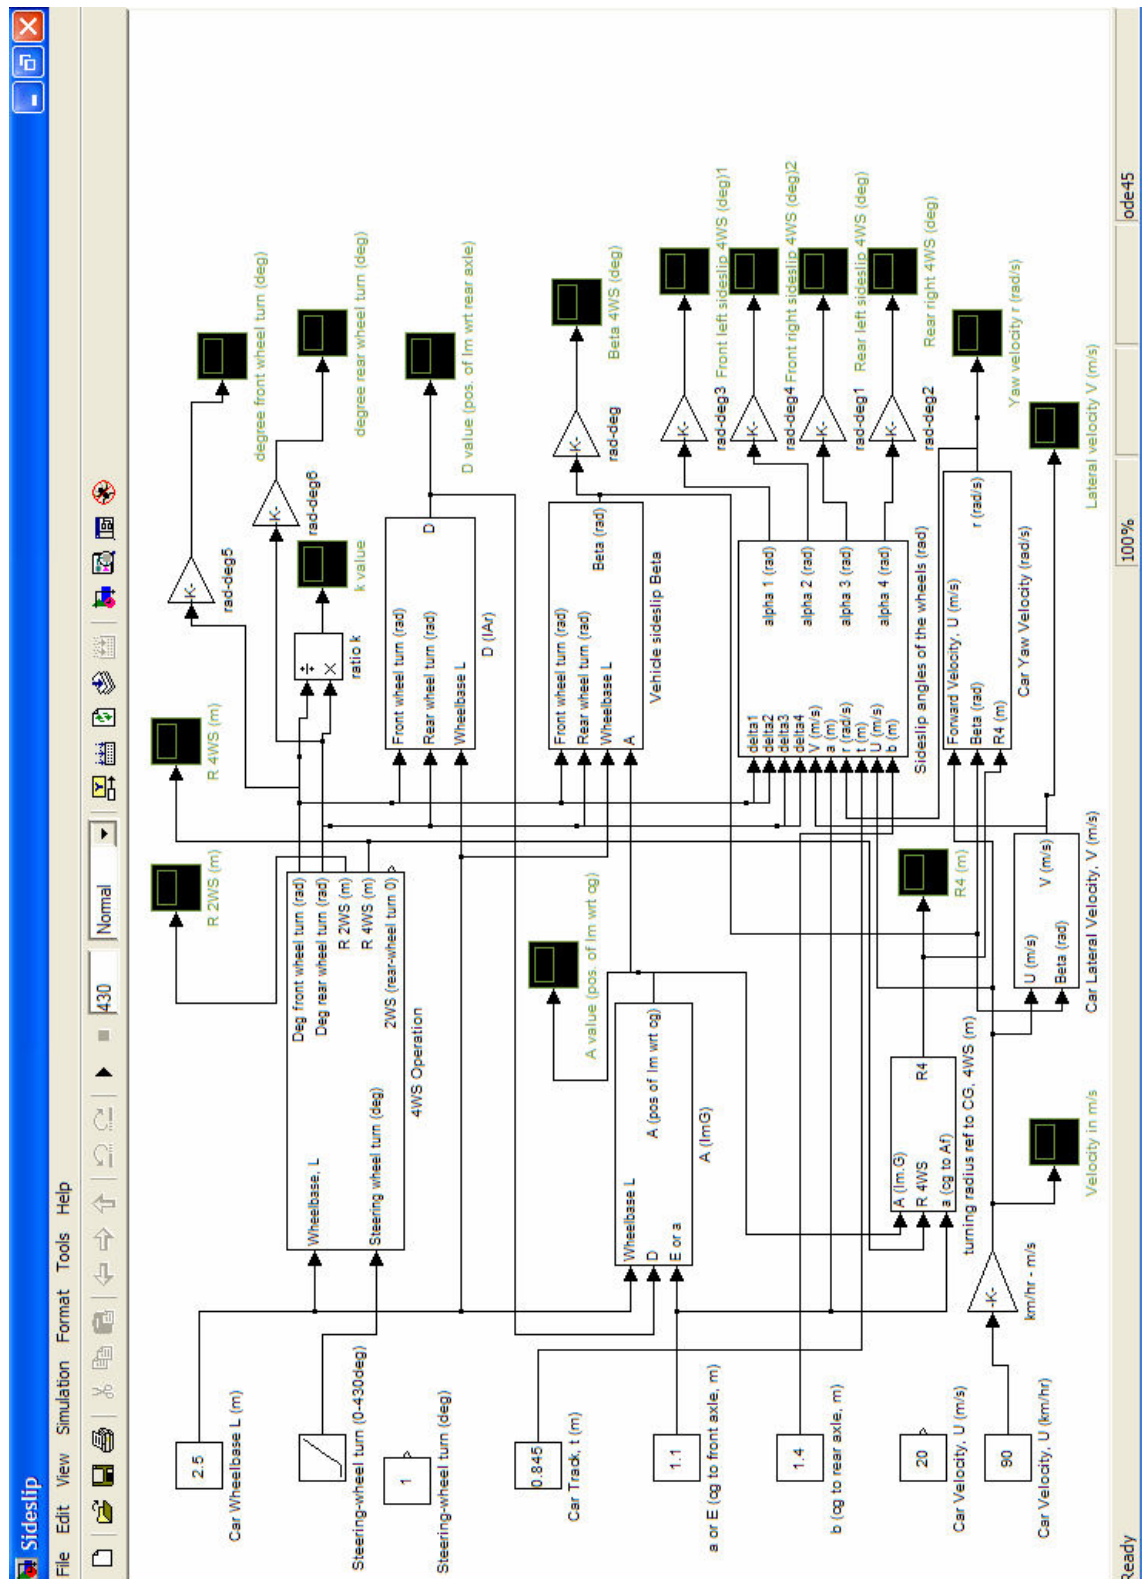 Sideslip
File Edit View Simulation Format Tools Help
430
Normal
2.5
Car Wheelbase L (m)
Steering-wheel turn (0-430deg)
1
Steering-wheel turn (deg)
0.845
Car Track, t (m)
1.1
a or E (cg to front axle, m)
1.4
b (cg to rear axle, m)
20
Car Velocity, U (m/s)
90
Car Velocity, U (km/hr)
-K-
km/hr - m/s
Velocity in m/s
Wheelbase, L
Steering wheel turn (deg)
Deg front wheel turn (rad)
Deg rear wheel turn (rad)
R 2WS (m)
R 4WS (m)
2WS (rear-wheel turn 0)
4WS Operation
R 2WS (m)
R 4WS (m)
Wheelbase L
D
E or a
A (pos of Im wrt cg)
A (ImG)
A value (pos. of Im wrt cg)
A (Im.G)
R 4WS
a (cg to Af)
R4
turning radius ref to CG, 4WS (m)
R4 (m)
U (m/s)
Beta (rad)
V (m/s)
Car Lateral Velocity, V (m/s)
÷
×
ratio k
k value
-K-
rad-deg5
degree front wheel turn (deg)
-K-
rad-deg6
degree rear wheel turn (deg)
Front wheel turn (rad)
Rear wheel turn (rad)
Wheelbase L
D
D (IAr)
D value (pos. of Im wrt rear axle)
Front wheel turn (rad)
Rear wheel turn (rad)
Wheelbase L
A
Beta (rad)
Vehicle sideslip Beta
-K-
rad-deg
Beta 4WS (deg)
delta1
delta2
delta3
delta4
V (m/s)
a (m)
r (rad/s)
t (m)
U (m/s)
b (m)
alpha 1 (rad)
alpha 2 (rad)
alpha 3 (rad)
alpha 4 (rad)
Sideslip angles of the wheels (rad)
-K-
rad-deg3
Front left sideslip 4WS (deg)1
-K-
rad-deg4
Front right sideslip 4WS (deg)2
-K-
rad-deg1
Rear left sideslip 4WS (deg)
-K-
rad-deg2
Rear right 4WS (deg)
Forward Velocity, U (m/s)
Beta (rad)
R4 (m)
r (rad/s)
Car Yaw Velocity (rad/s)
Yaw velocity r (rad/s)
Lateral velocity V (m/s)
Ready
100%
ode45